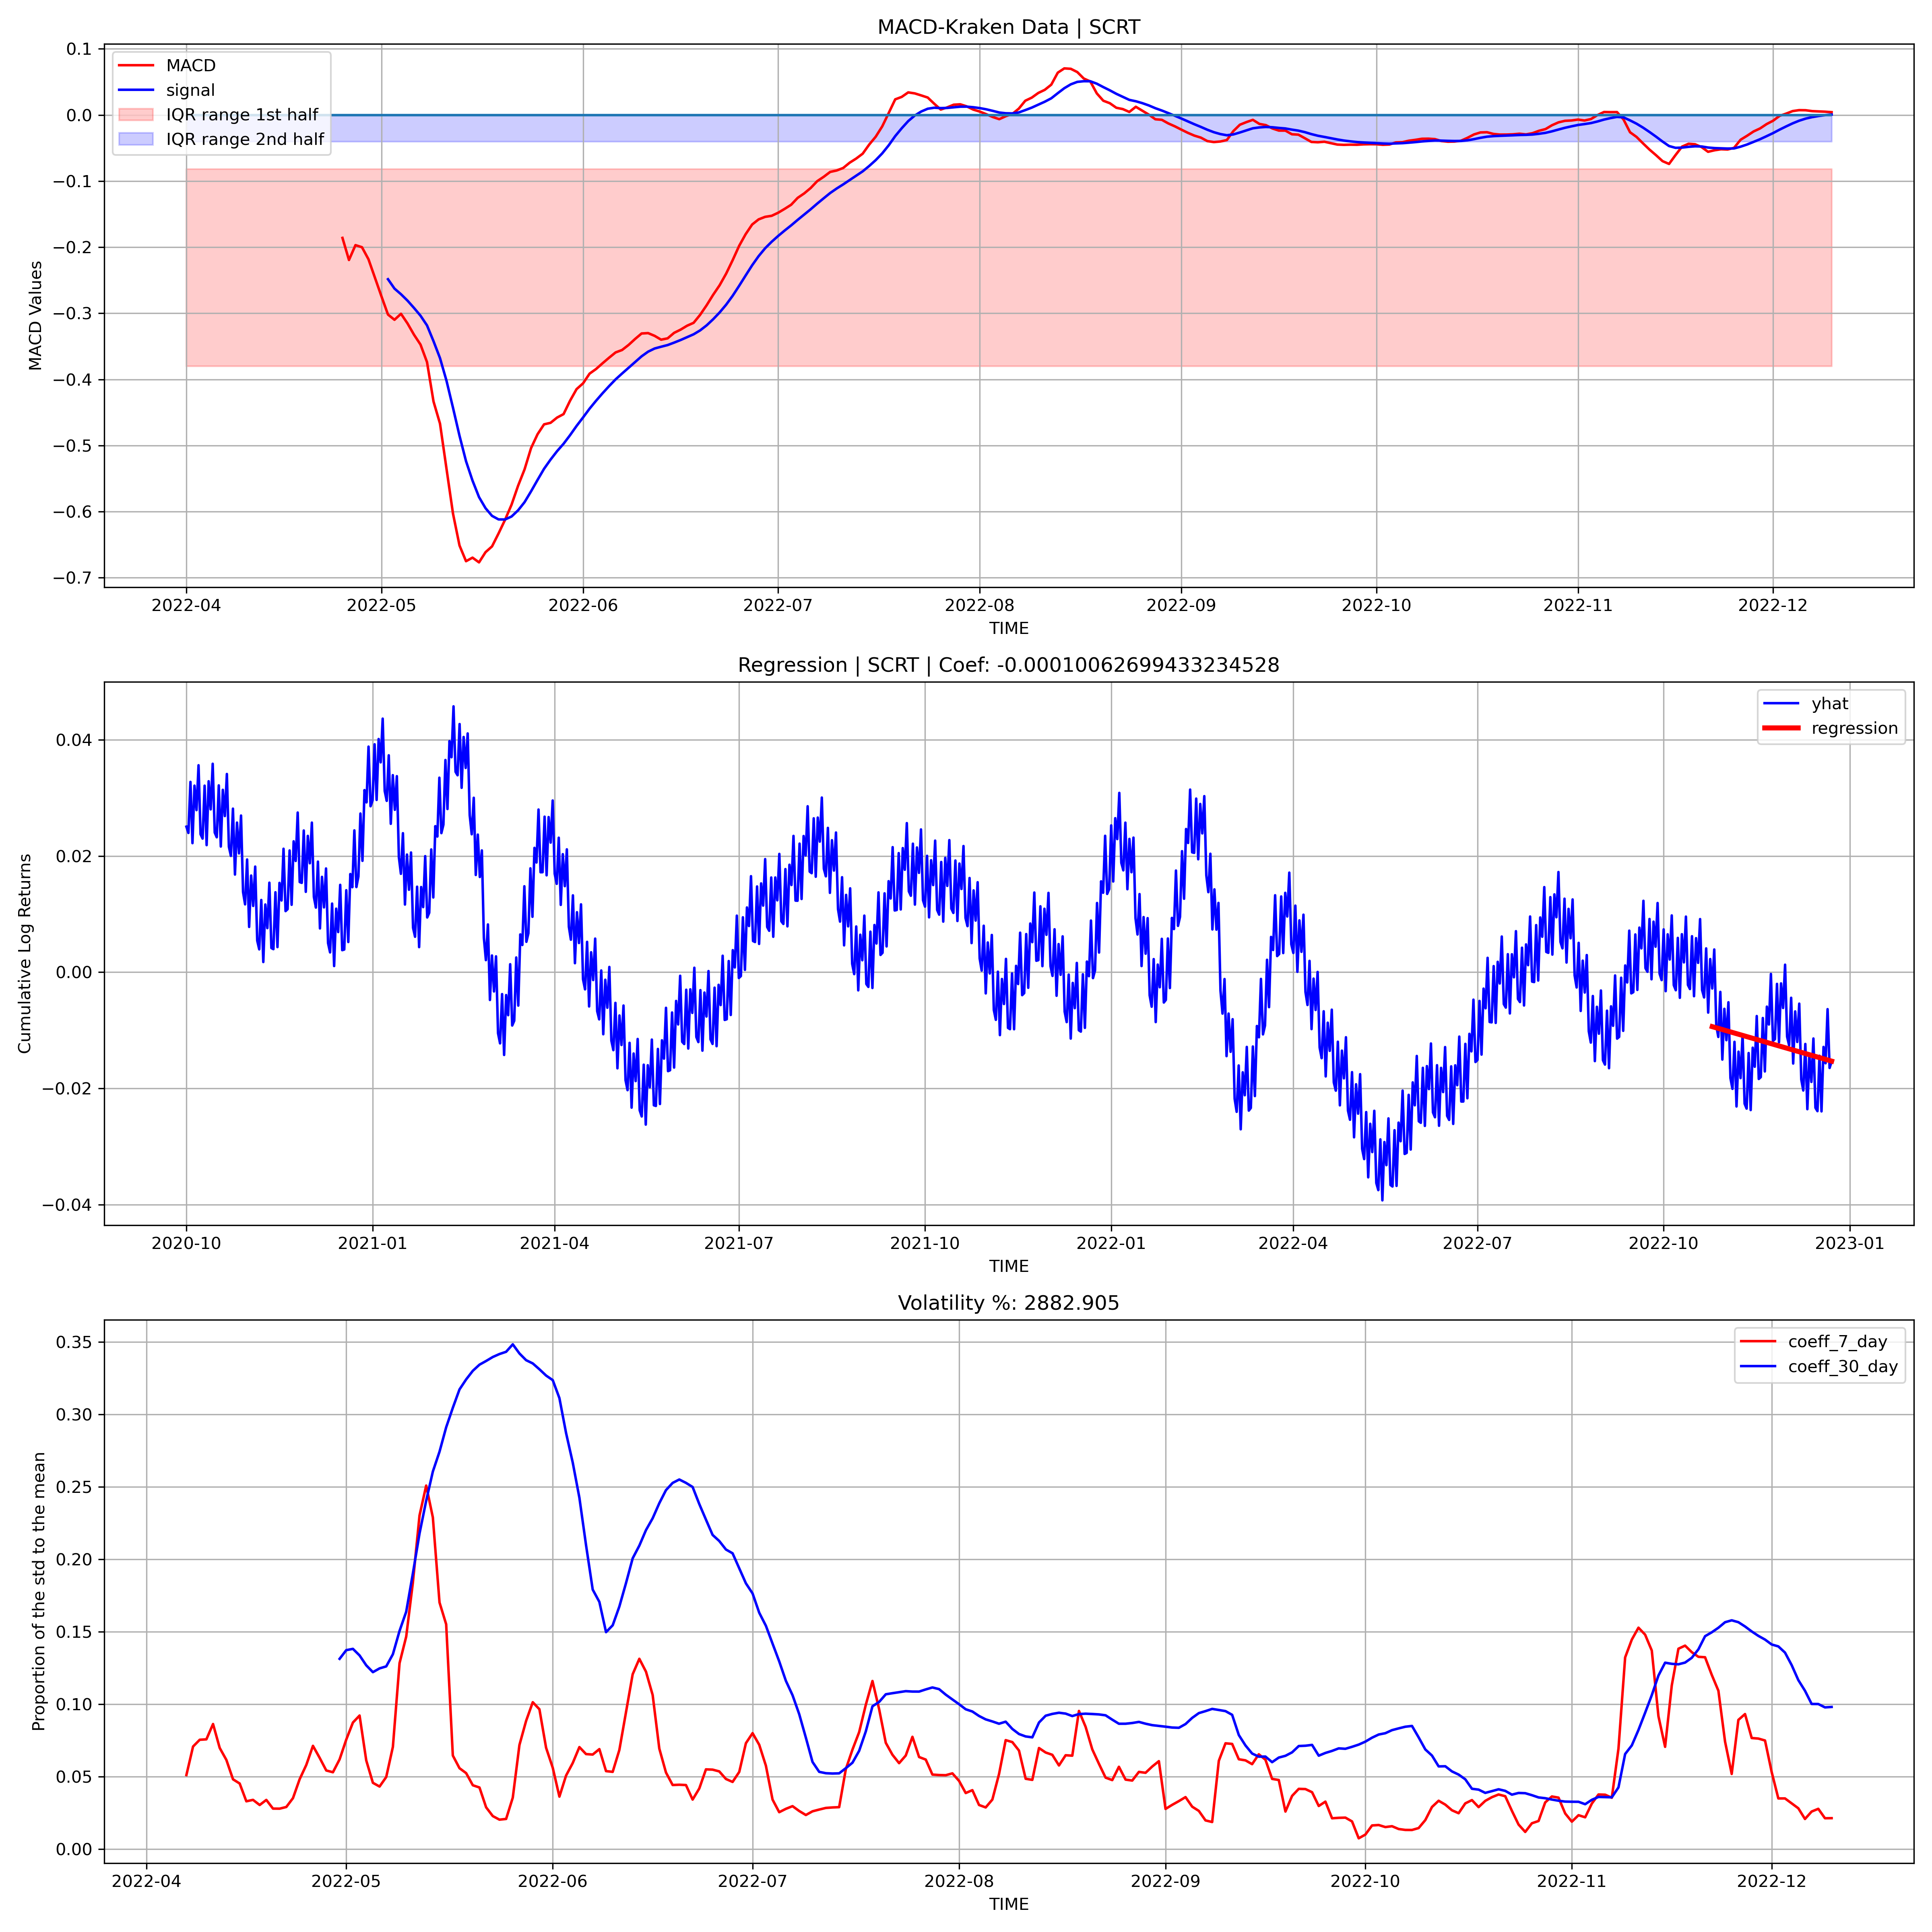 MACD-Kraken Data | SCRT
MACD
signal
IQR range 1st half
IQR range 2nd half
0.1
0.0
−0.1
−0.2
−0.3
−0.4
−0.5
−0.6
−0.7
MACD Values
2022-04 2022-05 2022-06 2022-07 2022-08 2022-09 2022-10 2022-11 2022-12
TIME
Regression | SCRT | Coef: -0.00010062699433234528
yhat
regression
0.04
0.02
0.00
−0.02
−0.04
Cumulative Log Returns
2020-10 2021-01 2021-04 2021-07 2021-10 2022-01 2022-04 2022-07 2022-10 2023-01
TIME
Volatility %: 2882.905
coeff_7_day
coeff_30_day
0.35
0.30
0.25
0.20
0.15
0.10
0.05
0.00
Proportion of the std to the mean
2022-04 2022-05 2022-06 2022-07 2022-08 2022-09 2022-10 2022-11 2022-12
TIME